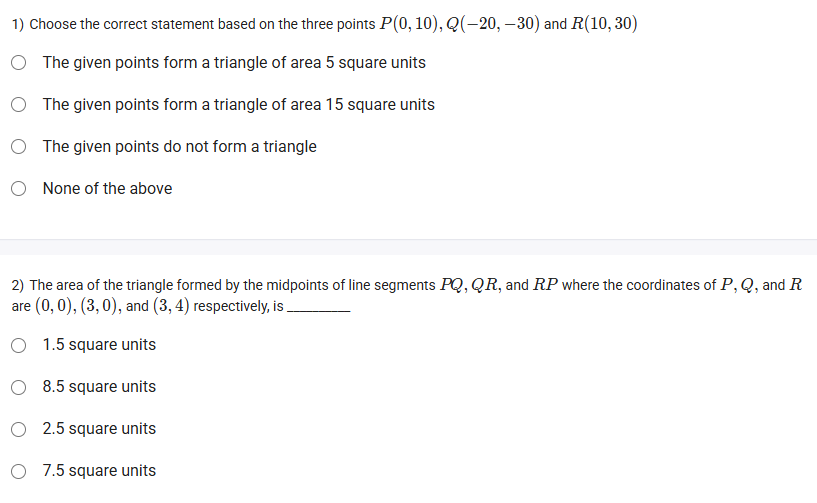 1) Choose the correct statement based on the three points P(0, 10), Q(−20, −30) and R(10, 30)
The given points form a triangle of area 5 square units
The given points form a triangle of area 15 square units
The given points do not form a triangle
None of the above
2) The area of the triangle formed by the midpoints of line segments PQ, QR, and RP where the coordinates of P, Q, and R
are (0, 0), (3, 0), and (3, 4) respectively, is __________
1.5 square units
8.5 square units
2.5 square units
7.5 square units